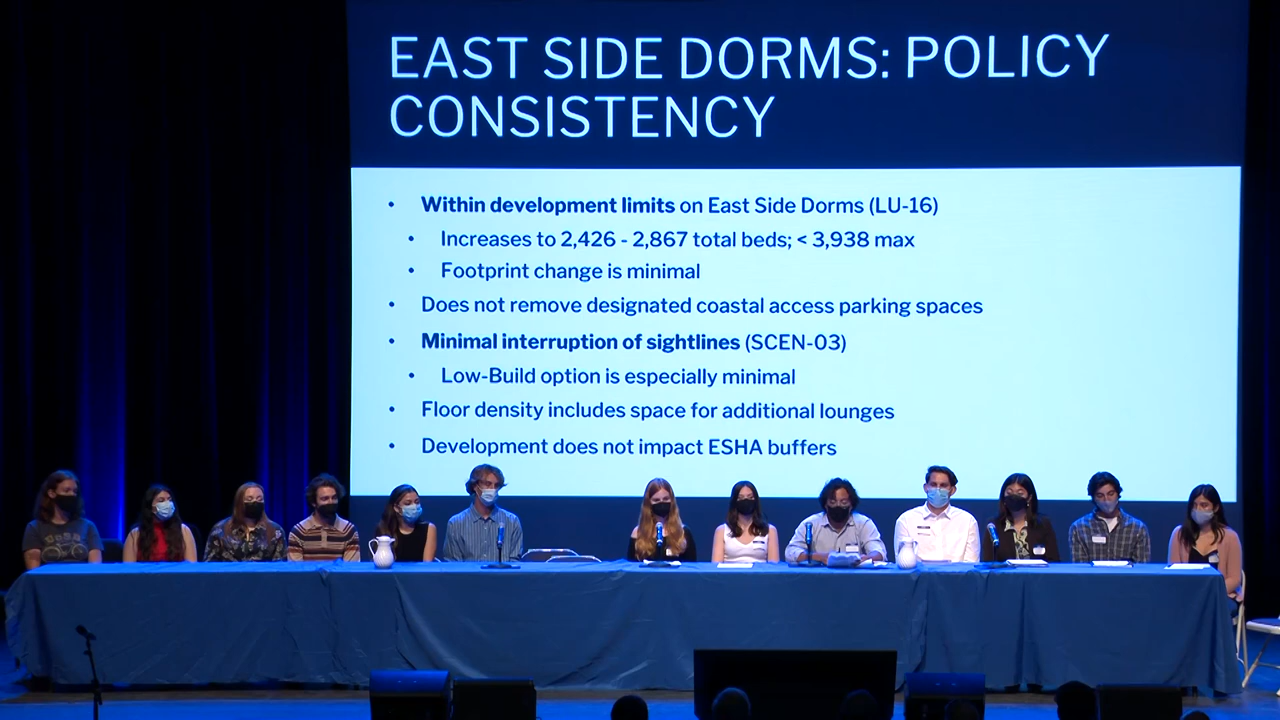 EAST SIDE DORMS: POLICY
CONSISTENCY
• Within development limits on East Side Dorms (LU-16)
• Increases to 2,426 - 2,867 total beds; < 3,938 max
• Footprint change is minimal
• Does not remove designated coastal access parking spaces
• Minimal interruption of sightlines (SCEN-03)
• Low-Build option is especially minimal
• Floor density includes space for additional lounges
• Development does not impact ESHA buffers